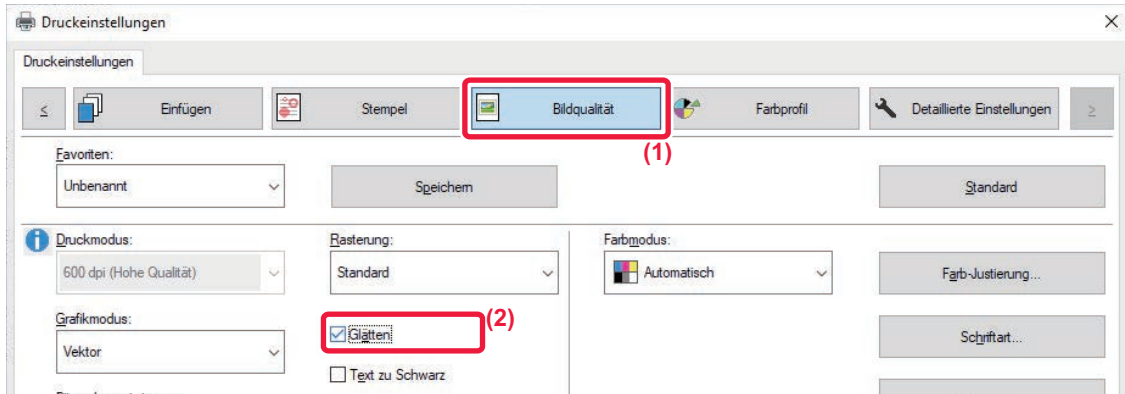 Druckeinstellungen
Druckeinstellungen
< Einfügen Stempel Bildqualität Farbprofil Detaillierte Einstellungen >
(1)
Favoriten:
Unbenannt Speichern Standard
Druckmodus: Rasterung: Farbmodus:
600 dpi (Hohe Qualität) Standard Automatisch Farb-Justierung...
Grafikmodus: Glätten (2)
Vektor Schriftart...
Text zu Schwarz